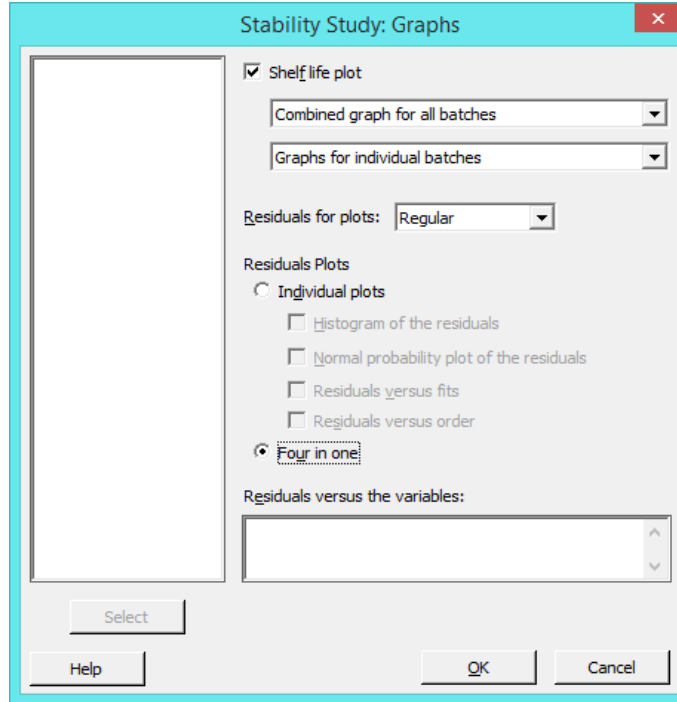 Stability Study: Graphs
Shelf life plot
Combined graph for all batches
Graphs for individual batches
Residuals for plots: Regular
Residuals Plots
Individual plots
Histogram of the residuals
Normal probability plot of the residuals
Residuals versus fits
Residuals versus order
Four in one
Residuals versus the variables:
Select
Help OK Cancel